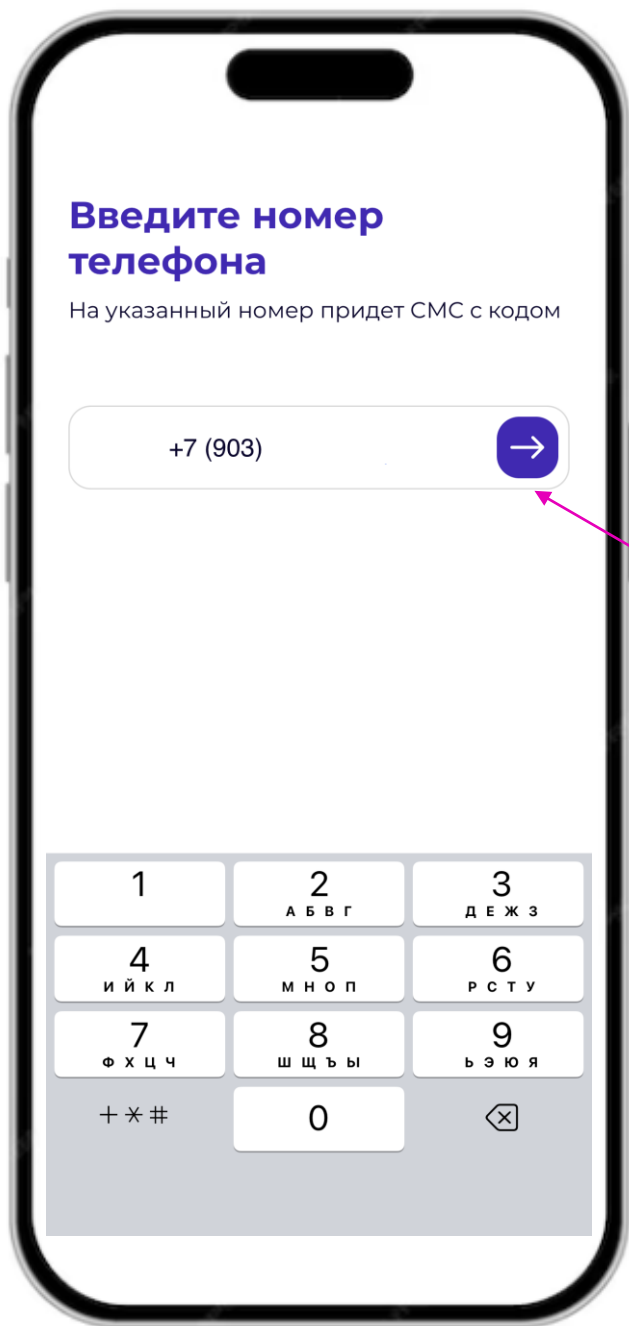 Введите номер
телефона
На указанный номер придет СМС с кодом
+7 (903)
1 2 3
А Б В Г Д Е Ж З
4 5 6
И Й К Л М Н О П Р С Т У
7 8 9
Ф Х Ц Ч Ш Щ Ъ Ы Ь Э Ю Я
+ * # 0